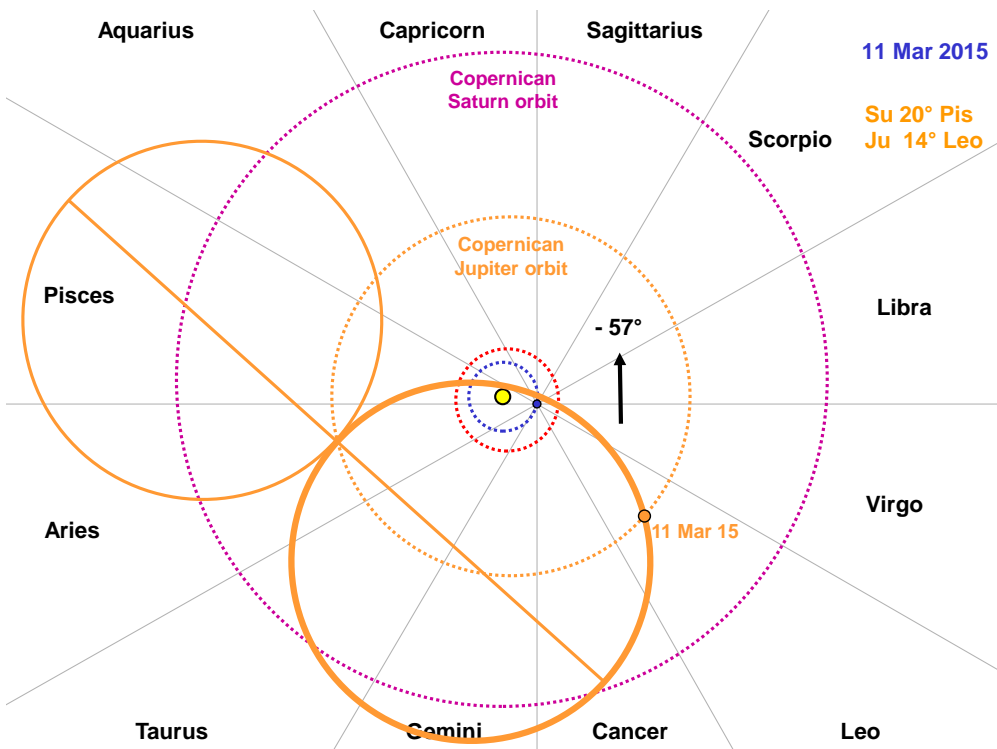 Aquarius
Capricorn
Sagittarius
11 Mar 2015
Copernican
Saturn orbit
Su 20° Pis
Ju 14° Leo
Scorpio
Copernican
Jupiter orbit
Pisces
Libra
- 57°
Virgo
11 Mar 15
Aries
Taurus
Gemini
Cancer
Leo